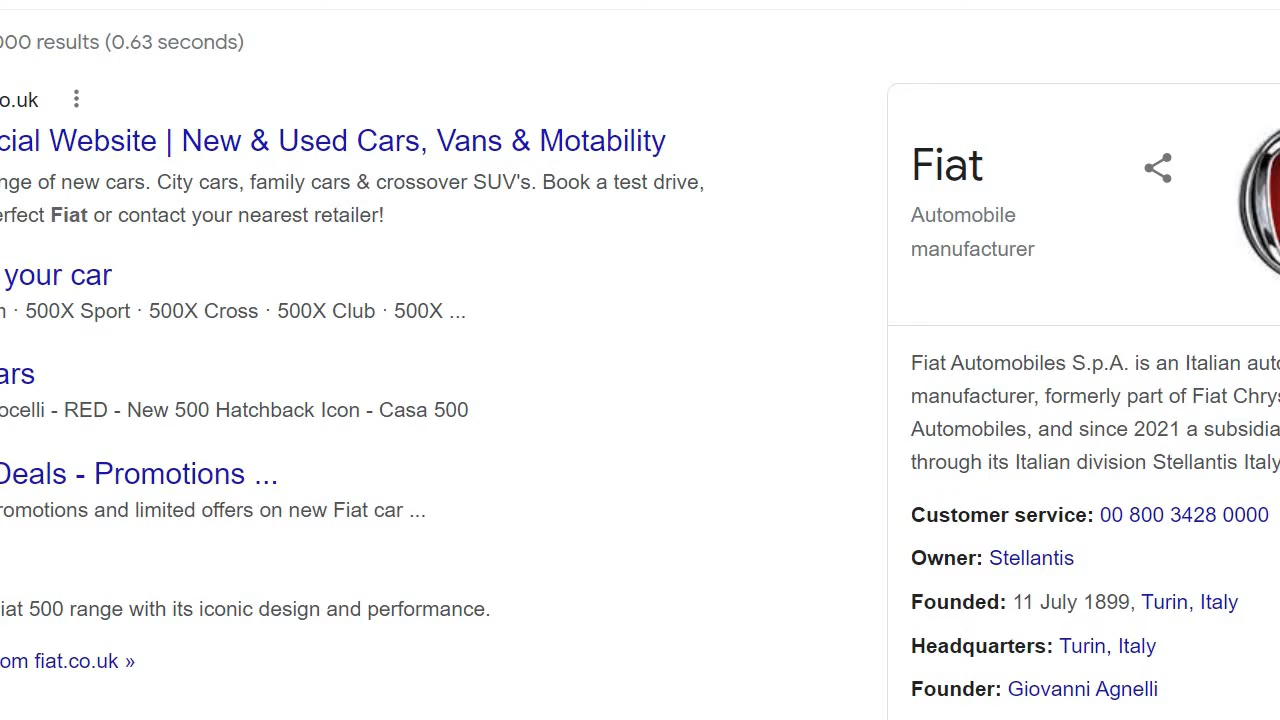 000 results (0.63 seconds)
o.uk
cial Website | New & Used Cars, Vans & Motability
nge of new cars. City cars, family cars & crossover SUV's. Book a test drive,
erfect Fiat or contact your nearest retailer!
your car
· 500X Sport · 500X Cross · 500X Club · 500X ...
ars
ocelli - RED - New 500 Hatchback Icon - Casa 500
Deals - Promotions ...
romotions and limited offers on new Fiat car ...
iat 500 range with its iconic design and performance.
om fiat.co.uk »
Fiat
Automobile
manufacturer
Fiat Automobiles S.p.A. is an Italian auto
manufacturer, formerly part of Fiat Chrys
Automobiles, and since 2021 a subsidia
through its Italian division Stellantis Italy
Customer service: 00 800 3428 0000
Owner: Stellantis
Founded: 11 July 1899, Turin, Italy
Headquarters: Turin, Italy
Founder: Giovanni Agnelli